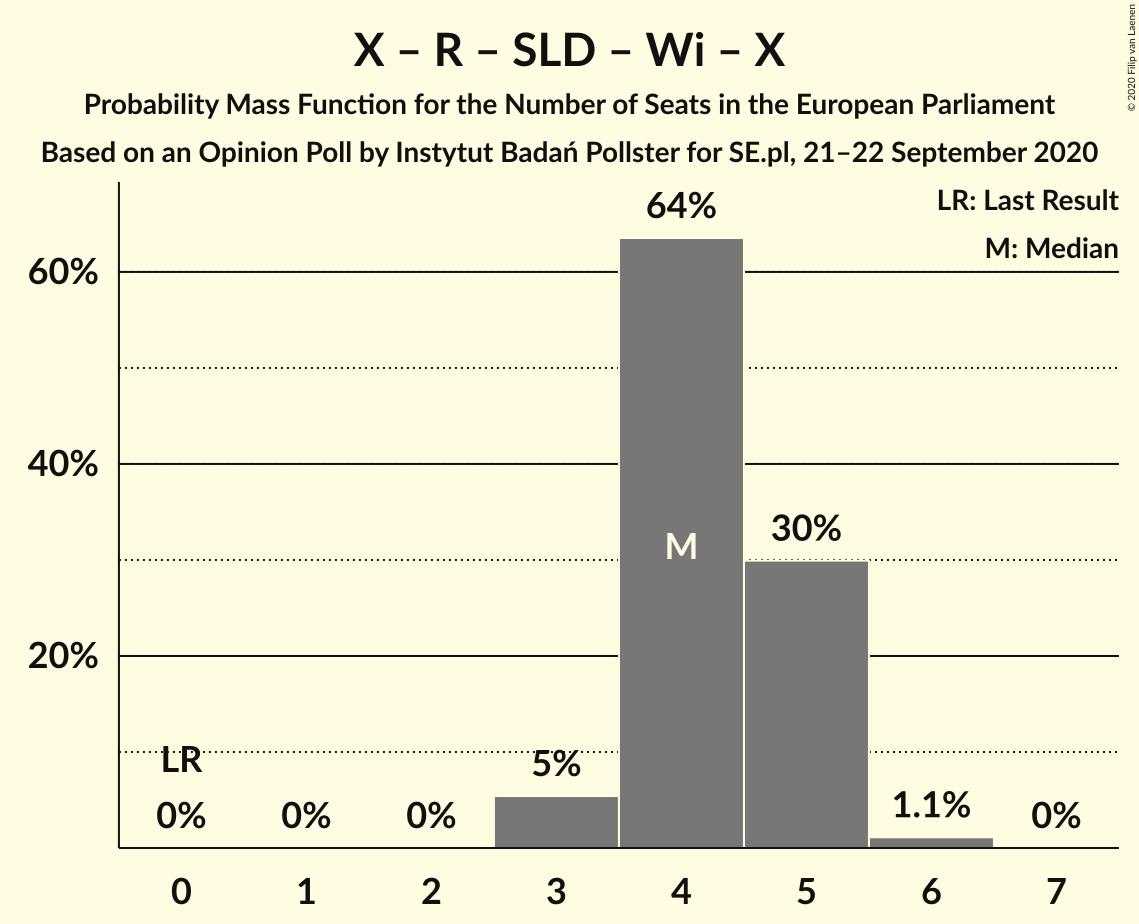 X – R – SLD – Wi – X
Probability Mass Function for the Number of Seats in the European Parliament
Based on an Opinion Poll by Instytut Badań Pollster for SE.pl, 21–22 September 2020
© 2020 Filip van Laenen
LR: Last Result
M: Median
64%
60%
40%
30%
M
20%
LR
5%
0%
0%
0%
1.1%
0%
0 1 2 3 4 5 6 7